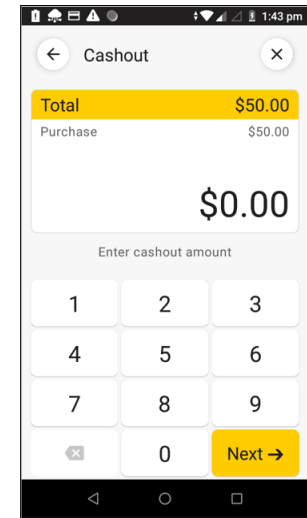 1:43 pm
Cashout
Total $50.00
Purchase $50.00
$0.00
Enter cashout amount
1 2 3
4 5 6
7 8 9
0 Next →